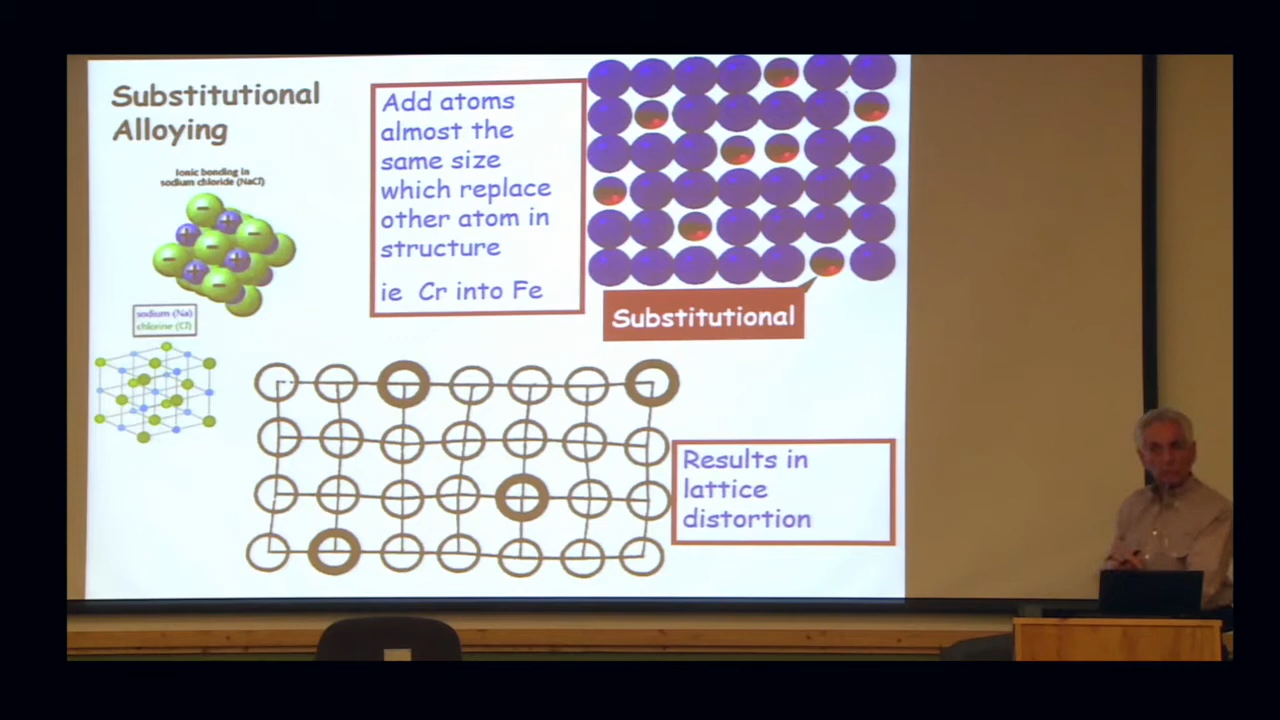 Substitutional
Alloying
Ionic bonding in
sodium chloride (NaCl)
sodium (Na)
chlorine (Cl)
Add atoms
almost the
same size
which replace
other atom in
structure
ie Cr into Fe
Substitutional
Results in
lattice
distortion